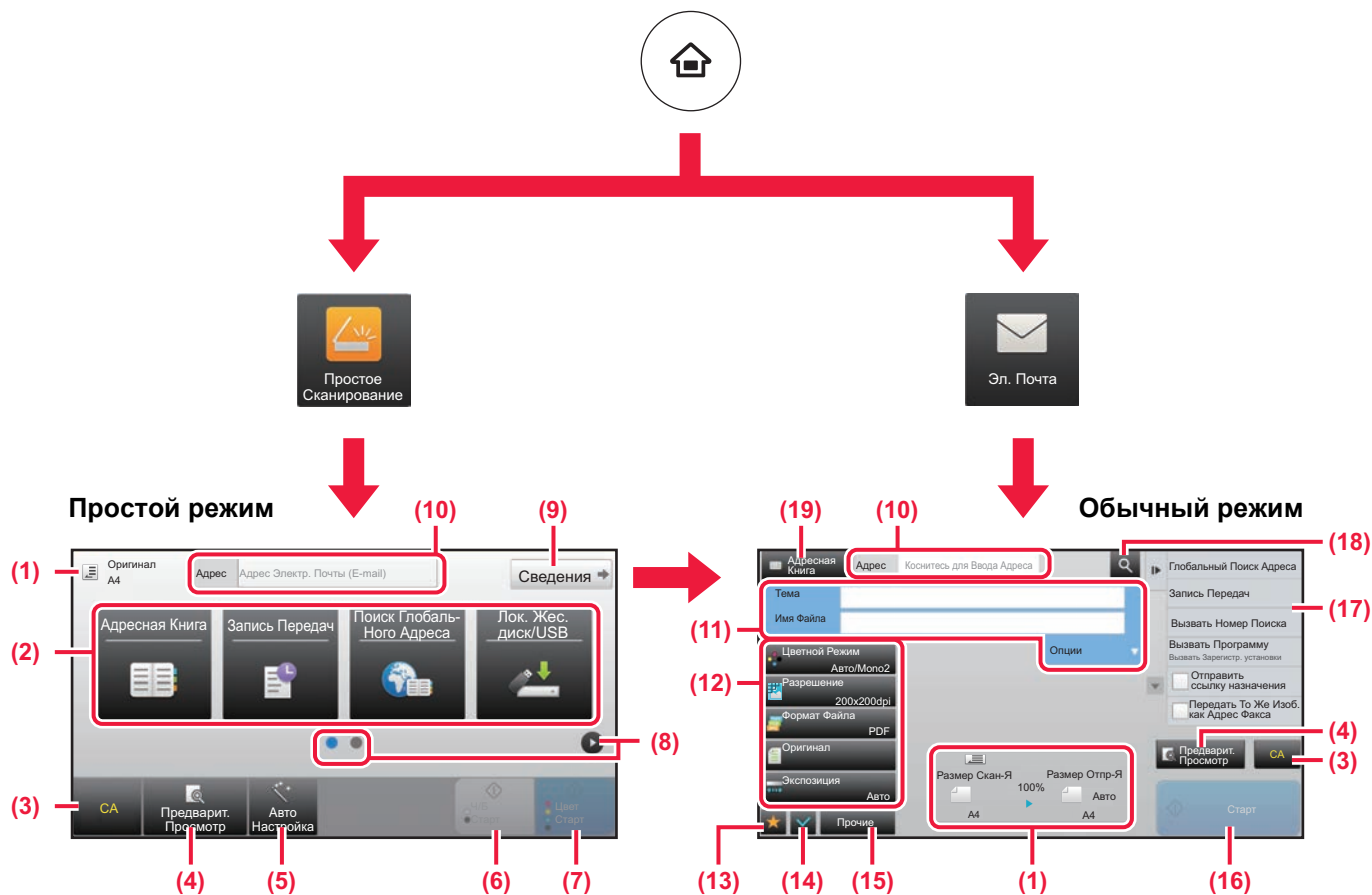 Простое
Сканирование
Эл. Почта
Простой режим
(10)
(9)
(1)
Оригинал
A4
Адрес
Адрес Электр. Почты (E-mail)
Сведения
(2)
Адресная Книга
Запись Передач
Поиск Глобаль-
Ного Адреса
Лок. Жес.
диск/USB
(8)
(3)
CA
Предварит.
Просмотр
Авто
Настройка
Ч/Б
Старт
Цвет
Старт
(4)
(5)
(6)
(7)
Обычный режим
(19)
(10)
(18)
Адресная
Книга
Адрес
Коснитесь для Ввода Адреса
(11)
Тема
Имя Файла
Опции
(12)
Цветной Режим
Авто/Mono2
Разрешение
200x200dpi
Формат Файла
PDF
Оригинал
Экспозиция
Авто
Прочие
Размер Скан-Я
100%
Размер Отпр-Я
Авто
A4
A4
Глобальный Поиск Адреса
Запись Передач
(17)
Вызвать Номер Поиска
Вызвать Программу
Вызвать Зарегистр. установки
Отправить
ссылку назначения
Передать То Же Изоб.
как Адрес Факса
(4)
Предварит.
Просмотр
CA
(3)
Старт
(13)
(14)
(15)
(1)
(16)